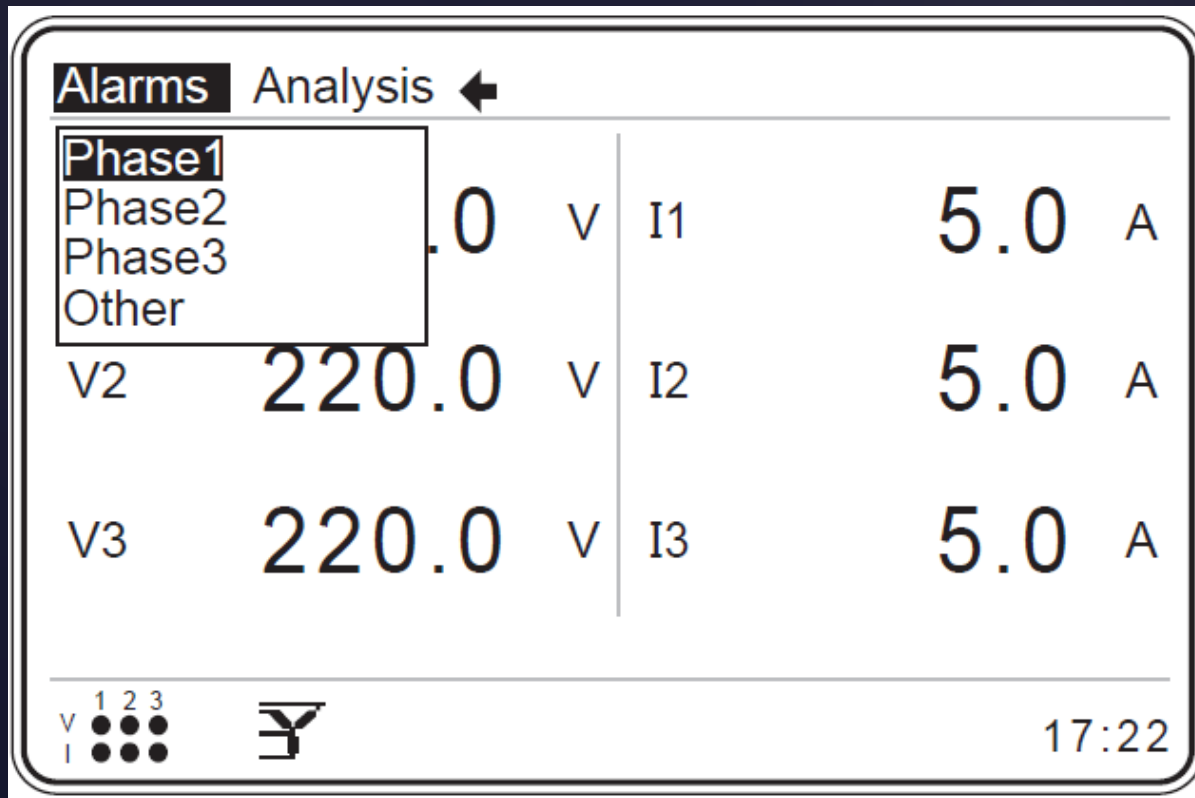 Alarms Analysis
Phase1
Phase2
Phase3
Other
.0 V I1 5.0 A
V2 220.0 V I2 5.0 A
V3 220.0 V I3 5.0 A
1 2 3
V
I
17:22